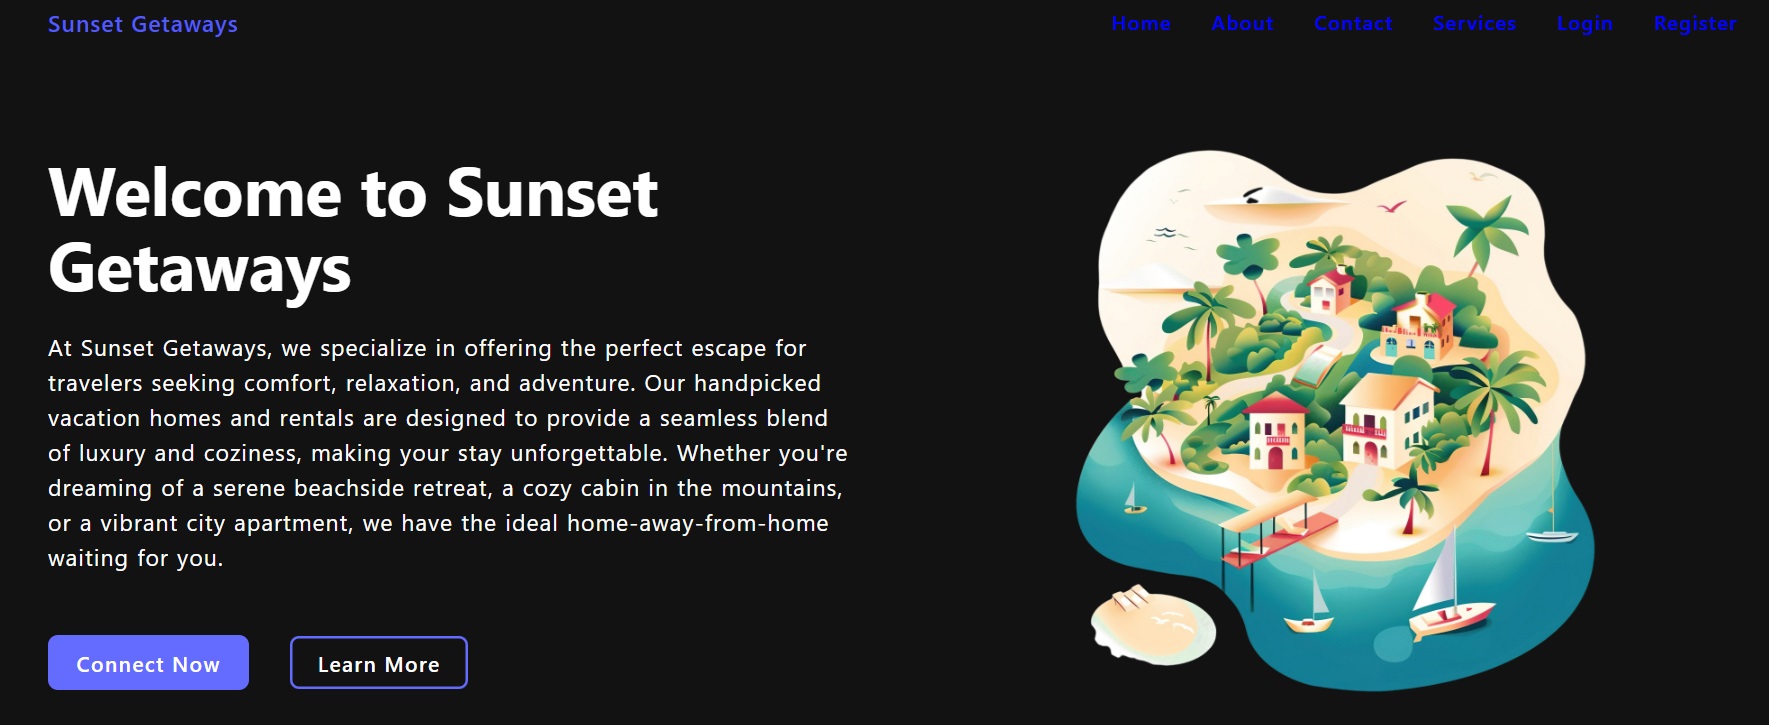 Sunset Getaways
Home About Contact Services Login Register
Welcome to Sunset
Getaways
At Sunset Getaways, we specialize in offering the perfect escape for
travelers seeking comfort, relaxation, and adventure. Our handpicked
vacation homes and rentals are designed to provide a seamless blend
of luxury and coziness, making your stay unforgettable. Whether you're
dreaming of a serene beachside retreat, a cozy cabin in the mountains,
or a vibrant city apartment, we have the ideal home-away-from-home
waiting for you.
Connect Now
Learn More